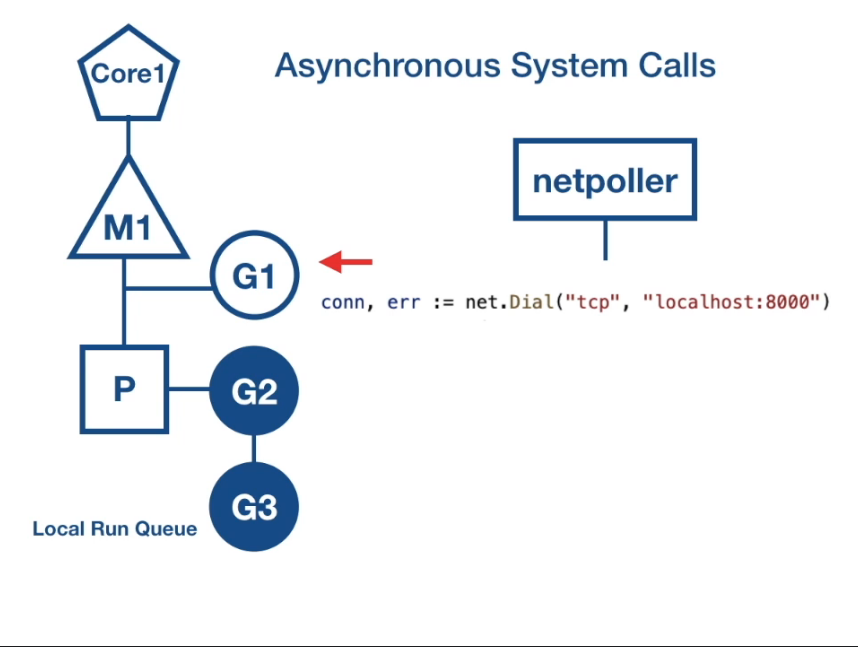 Asynchronous System Calls
Core1
netpoller
M1
G1
conn, err := net.Dial("tcp", "localhost:8000")
P
G2
G3
Local Run Queue